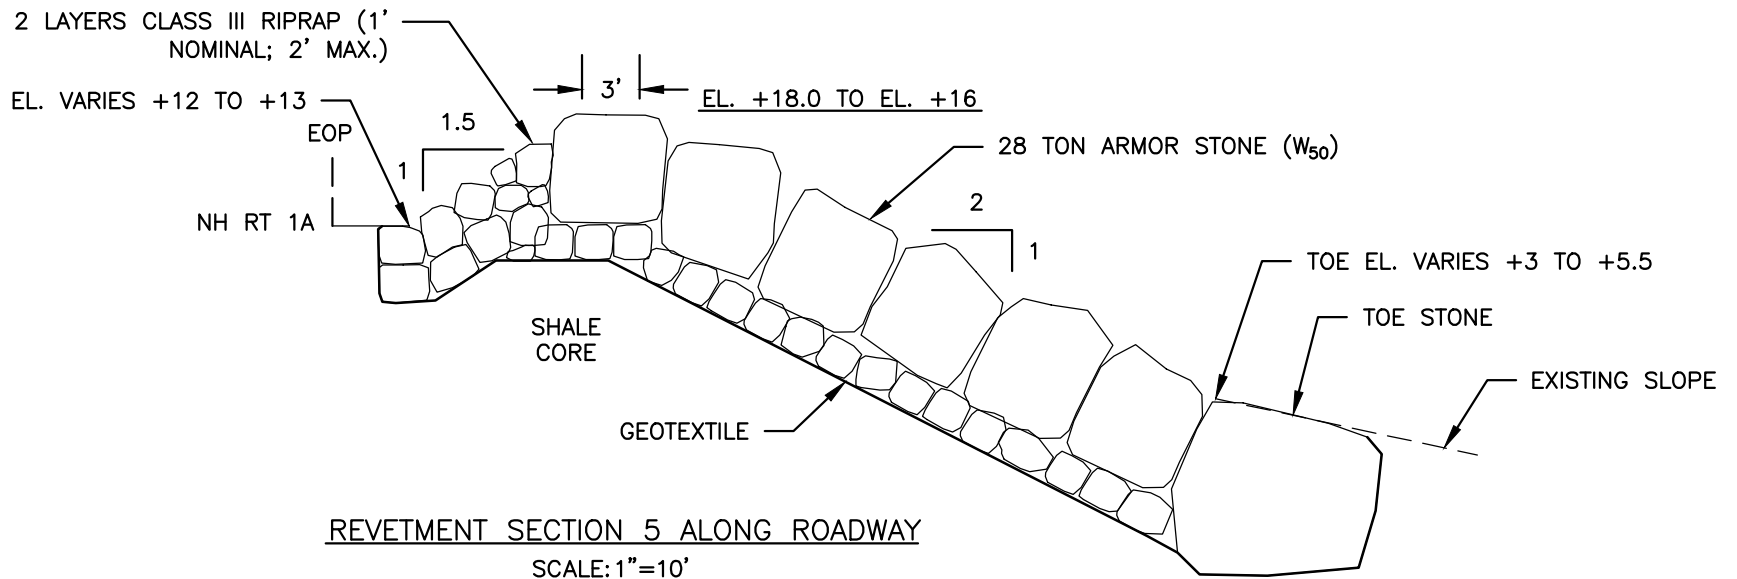 2 LAYERS CLASS III RIPRAP (1'
NOMINAL; 2' MAX.)
3'
EL. VARIES +12 TO +13
EL. +18.0 TO EL. +16
EOP
1.5
1
28 TON ARMOR STONE (W50)
NH RT 1A
2
1
TOE EL. VARIES +3 TO +5.5
TOE STONE
SHALE
CORE
EXISTING SLOPE
GEOTEXTILE
REVETMENT SECTION 5 ALONG ROADWAY
SCALE: 1"=10'